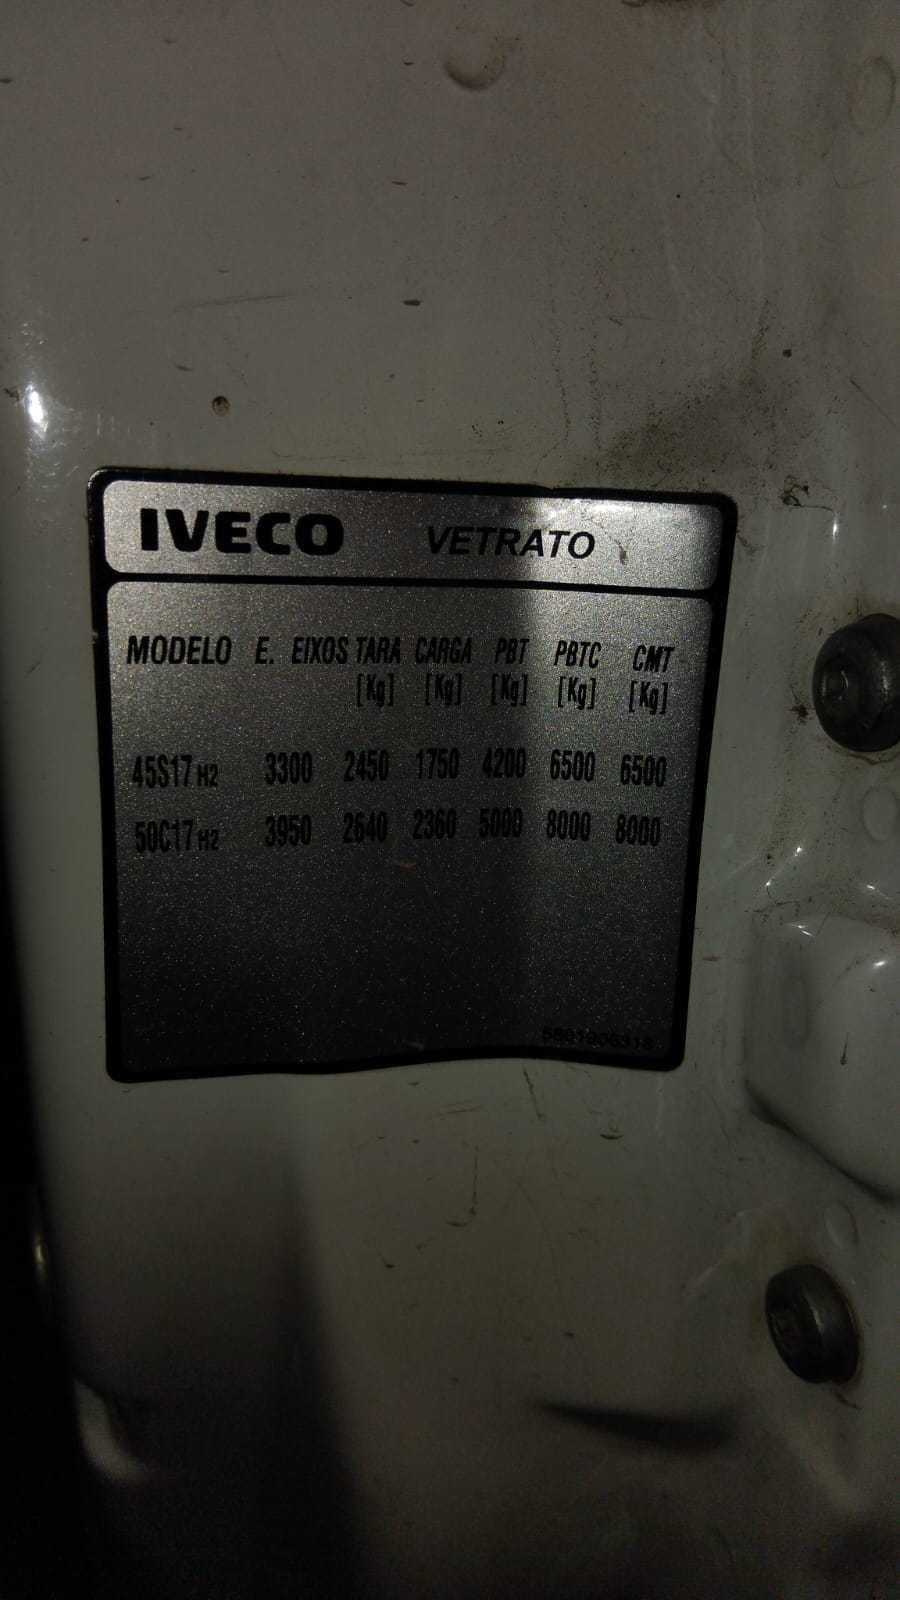 IVECO VETRATO
MODELO E. EIXOS TARA CARGA PBT PBTC CMT
[Kg] [Kg] [Kg] [Kg] [Kg]
45S17 H2 3300 2450 1750 4200 6500 6500
50C17 H2 3950 2640 2360 5000 8000 8000
5801906318